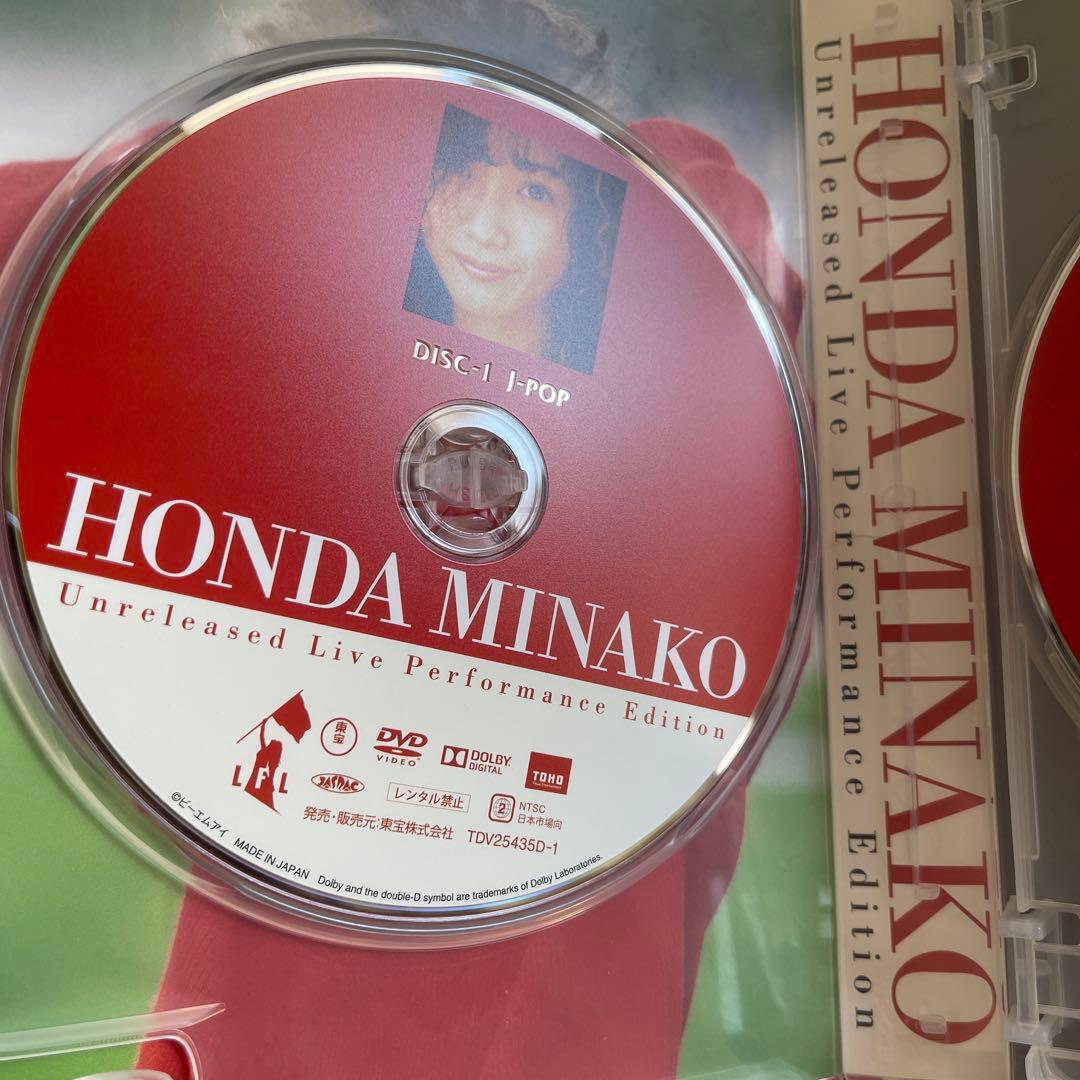 DISC-1 J-POP
HONDA MINAKO
Unreleased Live Performance Edition
LFL
東宝
DVD
VIDEO
DOLBY
DIGITAL
TOHO
JASRAC
レンタル禁止
2
NTSC
日本市場向
発売・販売元:東宝株式会社 TDV25435D-1
©ビーエムアイ MADE IN JAPAN Dolby and the double-D symbol are trademarks of Dolby Laboratories.
HONDA MINAKO
Unreleased Live Performance Edition